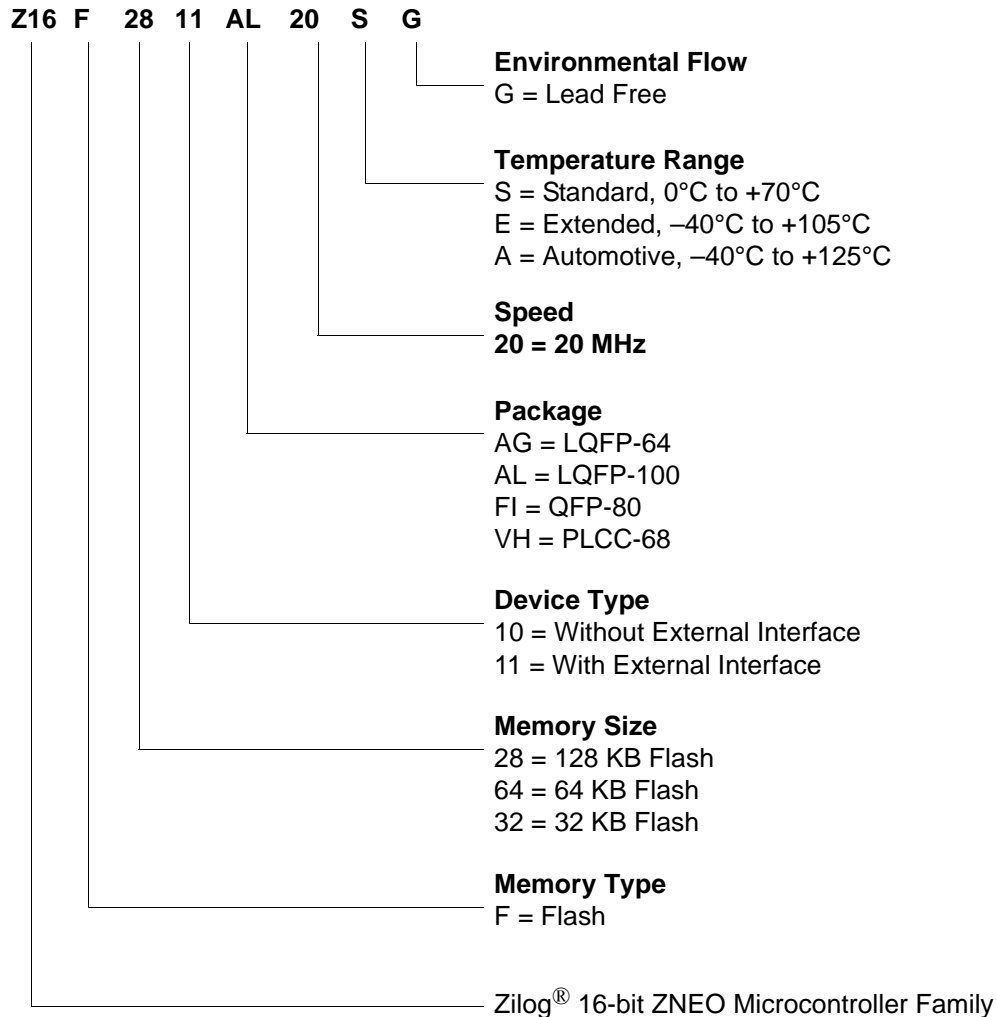 Z16 F 28 11 AL 20 S G
Environmental Flow
G = Lead Free
Temperature Range
S = Standard, 0°C to +70°C
E = Extended, –40°C to +105°C
A = Automotive, –40°C to +125°C
Speed
20 = 20 MHz
Package
AG = LQFP-64
AL = LQFP-100
FI = QFP-80
VH = PLCC-68
Device Type
10 = Without External Interface
11 = With External Interface
Memory Size
28 = 128 KB Flash
64 = 64 KB Flash
32 = 32 KB Flash
Memory Type
F = Flash
Zilog® 16-bit ZNEO Microcontroller Family